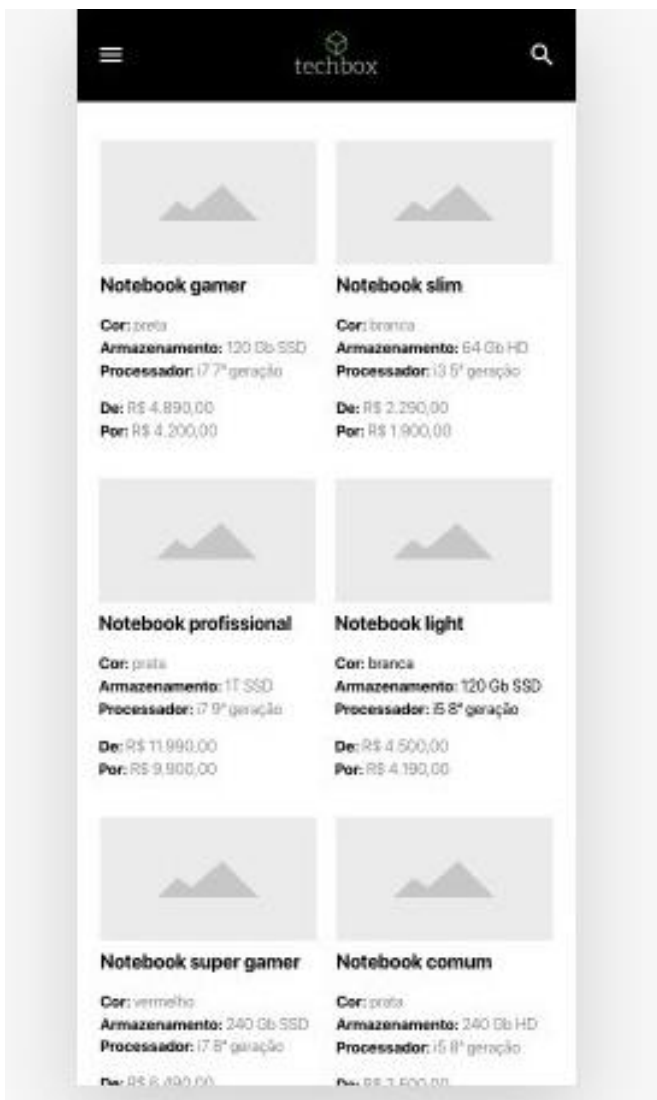 techbox
Notebook gamer
Cor: preta
Armazenamento: 120 Gb SSD
Processador: i7 7ª geração
De: R$ 4.890,00
Por: R$ 4.200,00
Notebook slim
Cor: branca
Armazenamento: 64 Gb HD
Processador: i3 5ª geração
De: R$ 2.290,00
Por: R$ 1.900,00
Notebook profissional
Cor: prata
Armazenamento: 1T SSD
Processador: i7 9ª geração
De: R$ 11.990,00
Por: R$ 9.900,00
Notebook light
Cor: branca
Armazenamento: 120 Gb SSD
Processador: i5 8ª geração
De: R$ 4.500,00
Por: R$ 4.190,00
Notebook super gamer
Cor: vermelho
Armazenamento: 240 Gb SSD
Processador: i7 8ª geração
De: R$ 6.490,00
Notebook comum
Cor: prata
Armazenamento: 240 Gb HD
Processador: i5 8ª geração
De: R$